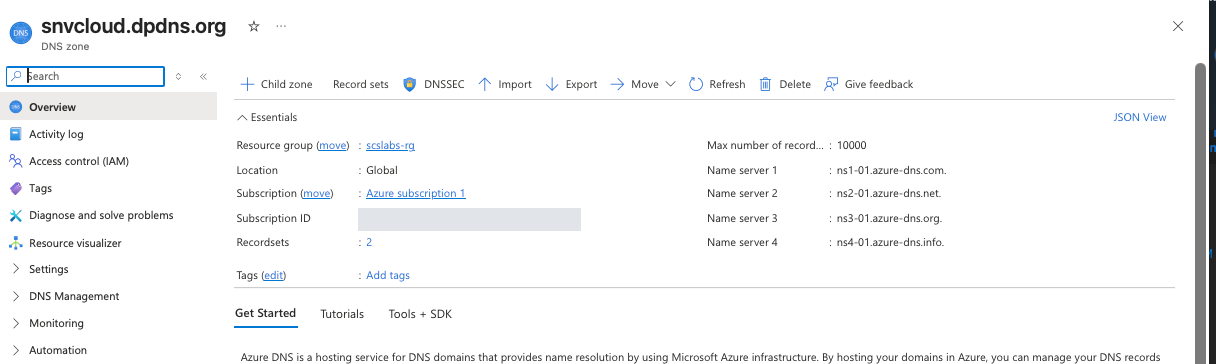 snvcloud.dpdns.org ☆ ...
DNS
DNS zone
Search
Overview
Activity log
Access control (IAM)
Tags
Diagnose and solve problems
Resource visualizer
Settings
DNS Management
Monitoring
Automation
Child zone Record sets DNSSEC Import Export Move Refresh Delete Give feedback
Essentials JSON View
Resource group (move) : scslabs-rg
Location : Global
Subscription (move) : Azure subscription 1
Subscription ID
Recordsets : 2
Max number of record... : 10000
Name server 1 : ns1-01.azure-dns.com.
Name server 2 : ns2-01.azure-dns.net.
Name server 3 : ns3-01.azure-dns.org.
Name server 4 : ns4-01.azure-dns.info.
Tags (edit) : Add tags
Get Started Tutorials Tools + SDK
Azure DNS is a hosting service for DNS domains that provides name resolution by using Microsoft Azure infrastructure. By hosting your domains in Azure, you can manage your DNS records